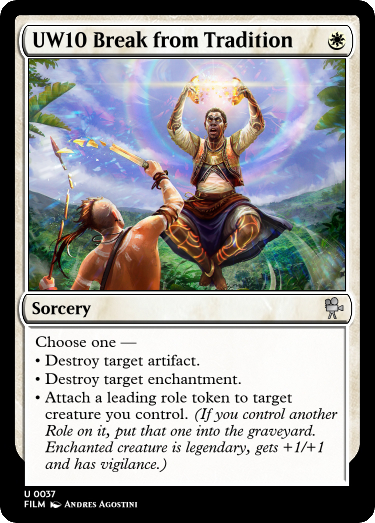 UW10 Break from Tradition
Sorcery
Choose one —
• Destroy target artifact.
• Destroy target enchantment.
• Attach a leading role token to target
creature you control. (If you control another
Role on it, put that one into the graveyard.
Enchanted creature is legendary, gets +1/+1
and has vigilance.)
U 0037
FILM Andres Agostini